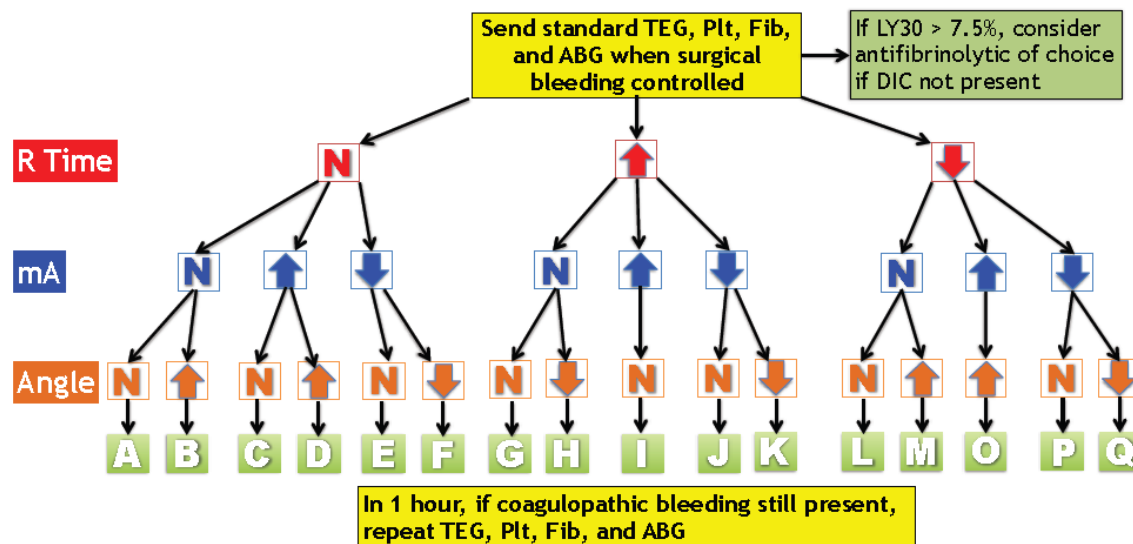 Send standard TEG, Plt, Fib,
and ABG when surgical
bleeding controlled
If LY30 > 7.5%, consider
antifibrinolytic of choice
if DIC not present
R Time
N
mA
N
N
N
Angle
N
N
N
N
N
N
N
N
A B C D E F G H I J K L M O P Q
In 1 hour, if coagulopathic bleeding still present,
repeat TEG, Plt, Fib, and ABG